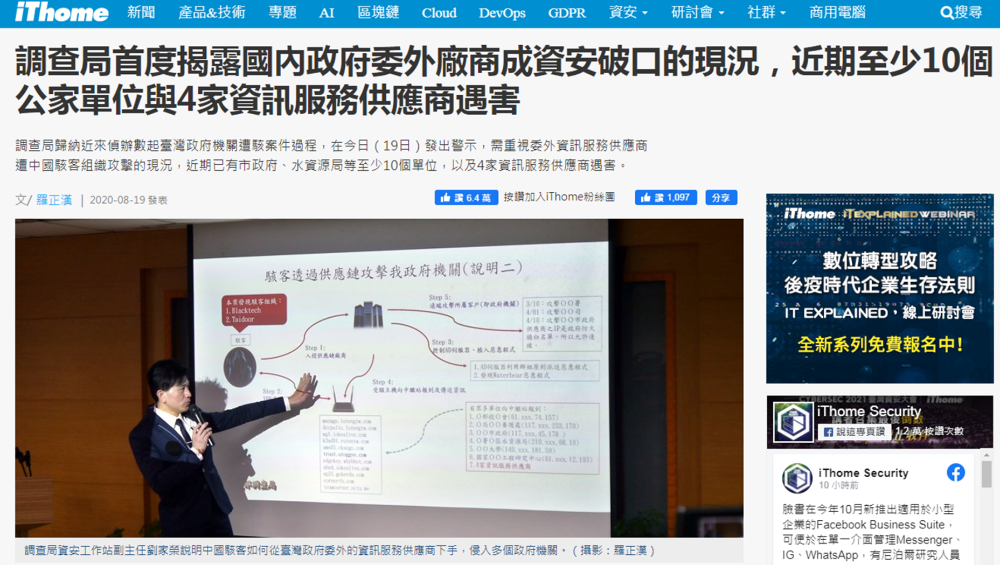 iThome 新聞 產品&技術 專題 AI 區塊鏈 Cloud DevOps GDPR 資安 研討會 社群 商用電腦 搜尋
調查局首度揭露國內政府委外廠商成資安破口的現況，近期至少10個
公家單位與4家資訊服務供應商遇害
調查局歸納近來偵辦數起臺灣政府機關遭駭案件過程，在今日（19日）發出警示，需重視委外資訊服務供應商
遭中國駭客組織攻擊的現況，近期已有市政府、水資源局等至少10個單位，以及4家資訊服務供應商遇害。
文/ 羅正漢 | 2020-08-19 發表
讚 6.4 萬 按讚加入iThome粉絲團 讚 1,097 分享
駭客透過供應鏈攻擊我政府機關(說明二)
本案發現駭客組織：
1.Blacktech
2.Taidoor
駭客
Step 1:
入侵供應鏈廠商
Step 2:
Step 5:
遠端攻擊所屬客戶(即政府機關)
3/10：攻擊OO署
4/01：攻擊OO司
4/10：攻擊OO市政府
供應商之IP是政府防火
牆白名單，所以允許連
線。
Step 3:
控制AD伺服器、植入惡意程式
1.AD伺服器利用群組原則派送惡意程式
2.發現Waterbear惡意程式
Step 4:
受駭主機向中繼站報到及傳送資訊
manage.lutengtw.com
dccpulic.lutengtw.com
wg1.inkeslive.com
k3ad01.rutentw.com
ams05.cksogo.com
trust.utoggsv.com
edgekey.whybbot.com
shed.inkeslive.com
ap21.gckerda.com
cornerth.com
teamcorner.nctu.me
有眾多單位向中繼站報到：
1.O部投O會(61.xxx.74.157)
2.O局OO養護處(117.xxx.233.170)
3.OO市政府(117.xxx.45.178 )
4.O署O區水資源局(210.xxx.98.10)
5.OO大學(140.xxx.181.59)
6.國家OO工程研究中心(61.xxx.12.193)
7.4家資訊服務供應商
調查局資安工作站副主任劉家榮說明中國駭客如何從臺灣政府委外的資訊服務供應商下手，侵入多個政府機關。（攝影：羅正漢）
iThome iT EXPLAINED WEBINAR
數位轉型攻略
後疫時代企業生存法則
IT EXPLAINED，線上研討會
全新系列免費報名中!
CYBERSEC 2021 臺灣資安大會 iThome
iThome Security
說這專頁讚 1.2 萬 按讚次數
iThome Security
10 小時前
臉書在今年10月新推出適用於小型
企業的Facebook Business Suite，
可便於在單一介面管理Messenger、
IG、WhatsApp，有尼泊爾研究人員